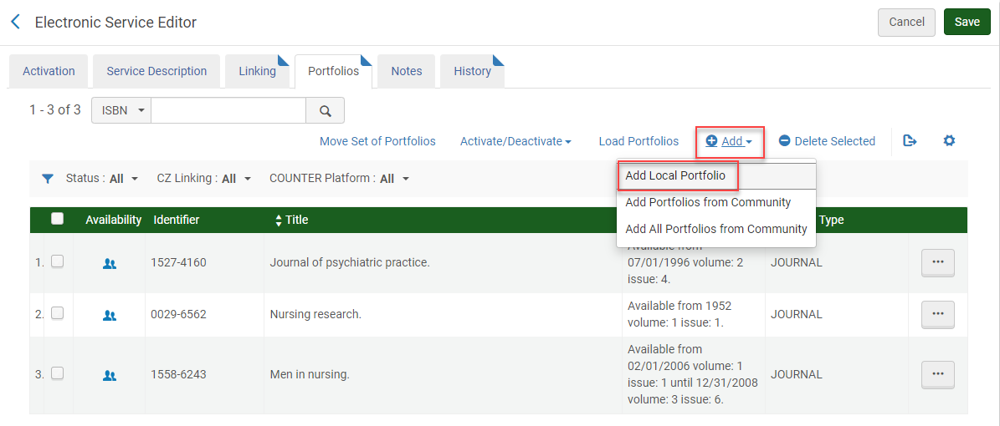 Electronic Service Editor
Cancel
Save
Activation
Service Description
Linking
Portfolios
Notes
History
1 - 3 of 3
ISBN
Move Set of Portfolios
Activate/Deactivate
Load Portfolios
Add
Delete Selected
Status : All
CZ Linking : All
COUNTER Platform : All
Add Local Portfolio
Add Portfolios from Community
Add All Portfolios from Community
Availability
Identifier
Title
Type
1.
1527-4160
Journal of psychiatric practice.
Available from
07/01/1996 volume: 2
issue: 4.
JOURNAL
2.
0029-6562
Nursing research.
Available from 1952
volume: 1 issue: 1.
JOURNAL
3.
1558-6243
Men in nursing.
Available from
02/01/2006 volume: 1
issue: 1 until 12/31/2008
volume: 3 issue: 6.
JOURNAL